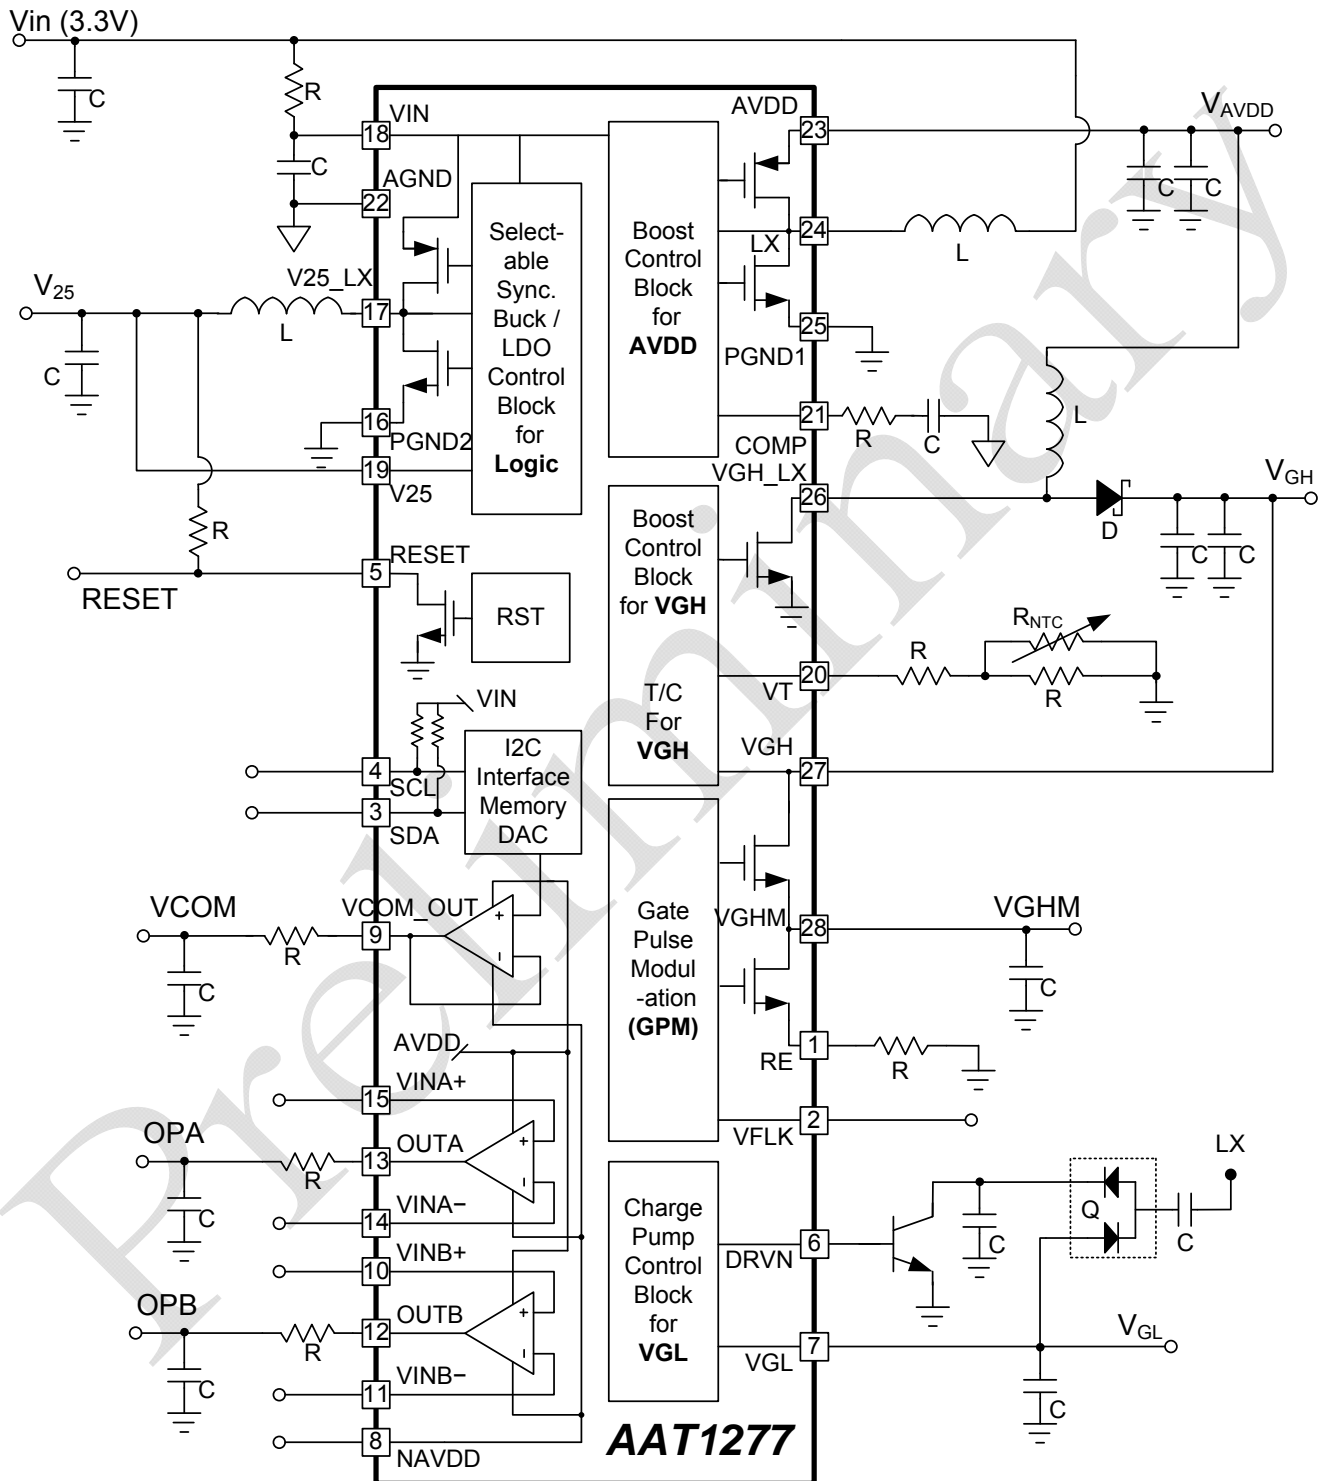 Vin (3.3V)
C
R
VIN
18
C
AGND
22
V25
V25_LX
17
L
C
16
PGND2
19
V25
R
RESET
5
RESET
RST
Select-
able
Sync.
Buck /
LDO
Control
Block
for
Logic
VIN
4
SCL
3
SDA
I2C
Interface
Memory
DAC
VCOM
VCOM_OUT
9
R
C
+
-
AVDD
VINA+
15
OPA
OUTA
13
R
C
+
-
VINA-
14
VINB+
10
OPB
OUTB
12
R
C
+
-
VINB-
11
8
NAVDD
Boost
Control
Block
for
AVDD
AVDD
23
VAVDD
C
C
LX
24
L
25
PGND1
21
COMP
R
C
L
VGH_LX
26
D
VGH
C
C
Boost
Control
Block
for VGH
T/C
For
VGH
20
VT
R
RNTC
R
VGH
27
Gate
Pulse
Modul
-ation
(GPM)
VGHM
28
VGHM
C
1
RE
R
2
VFLK
Charge
Pump
Control
Block
for
VGL
6
DRVN
C
Q
C
LX
7
VGL
VGL
C
AAT1277
Preliminary